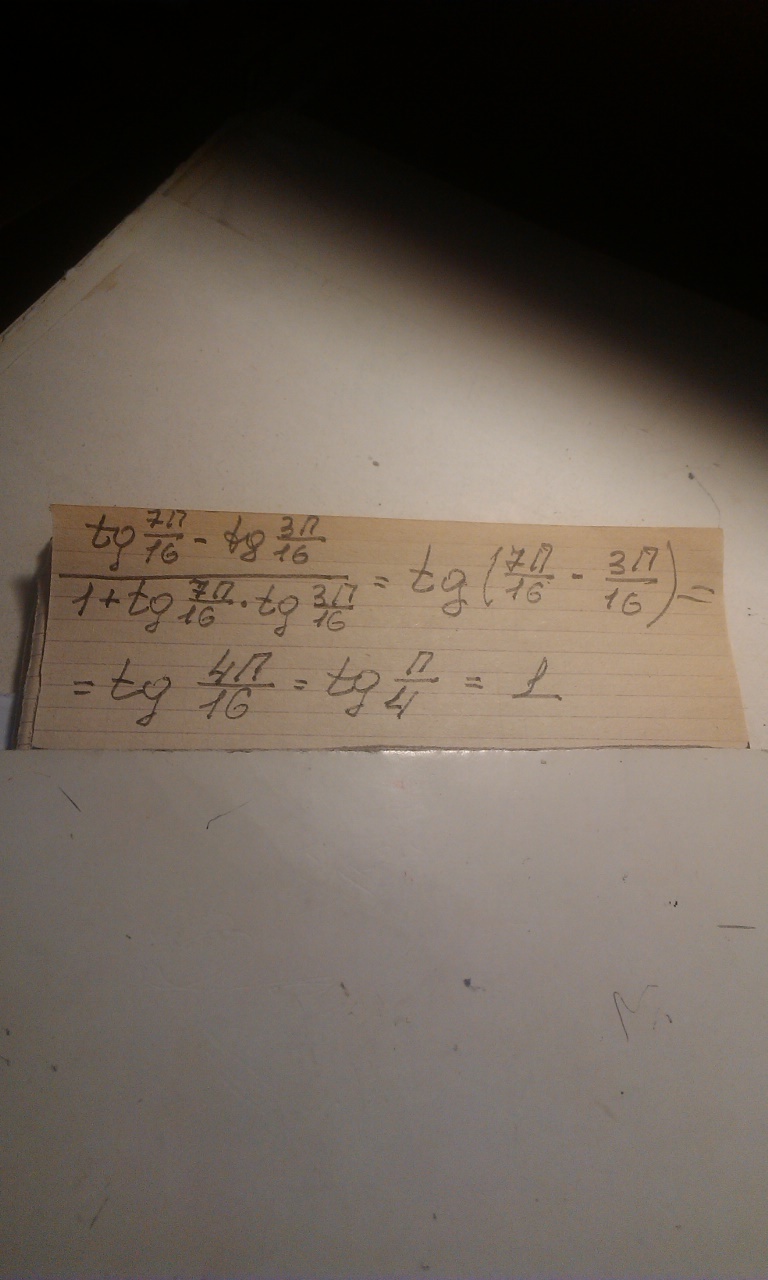 (tg 7π/16 - tg 3π/16)/(1 + tg 7π/16 · tg 3π/16) = tg (7π/16 - 3π/16) =
= tg 4π/16 = tg π/4 = 1